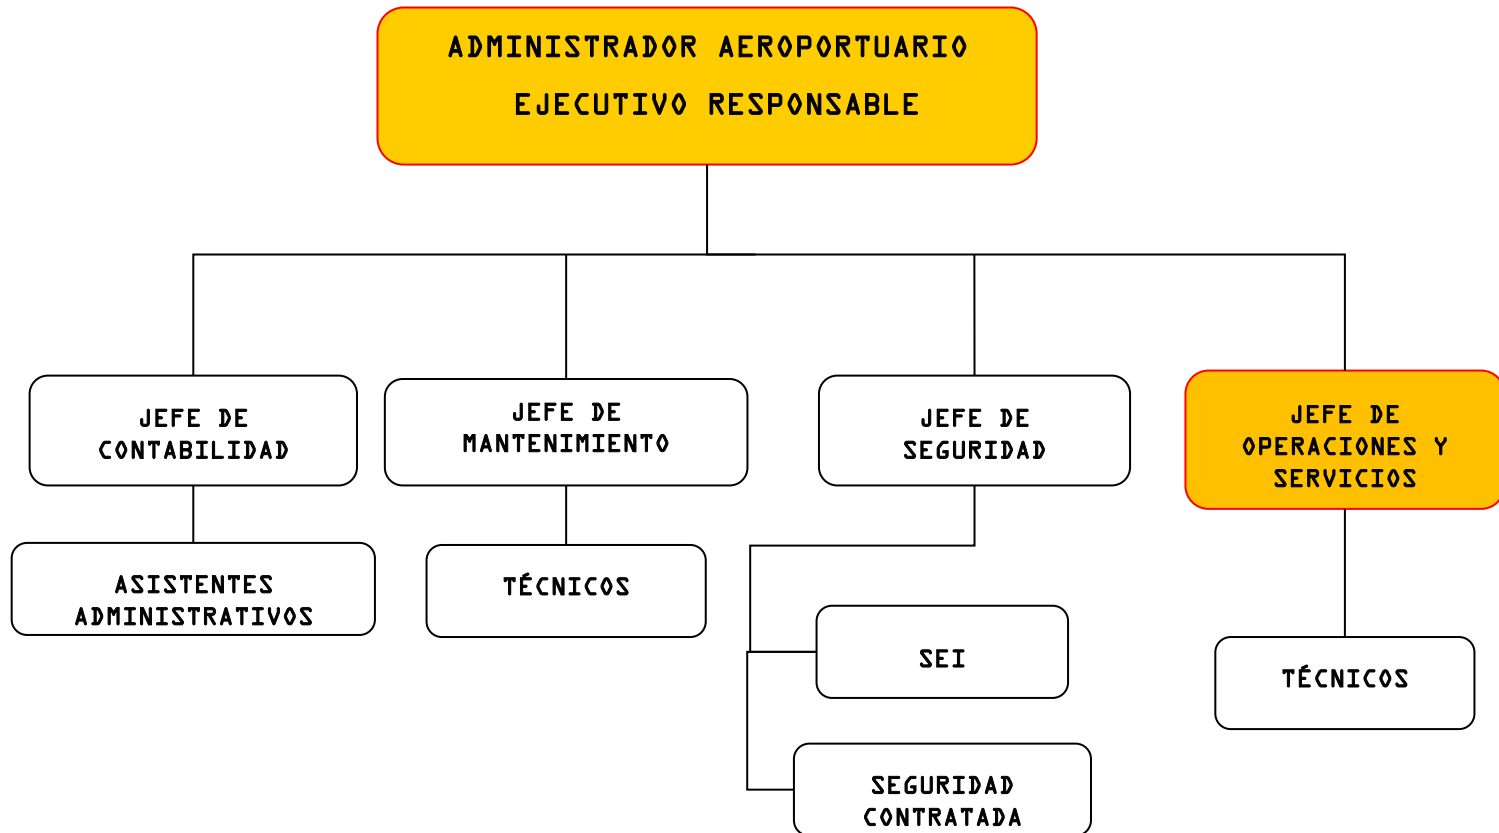 ADMINISTRADOR AEROPORTUARIO
EJECUTIVO RESPONSABLE
JEFE DE
CONTABILIDAD
JEFE DE
MANTENIMIENTO
JEFE DE
SEGURIDAD
JEFE DE
OPERACIONES Y
SERVICIOS
ASISTENTES
ADMINISTRATIVOS
TÉCNICOS
SEI
SEGURIDAD
CONTRATADA
TÉCNICOS